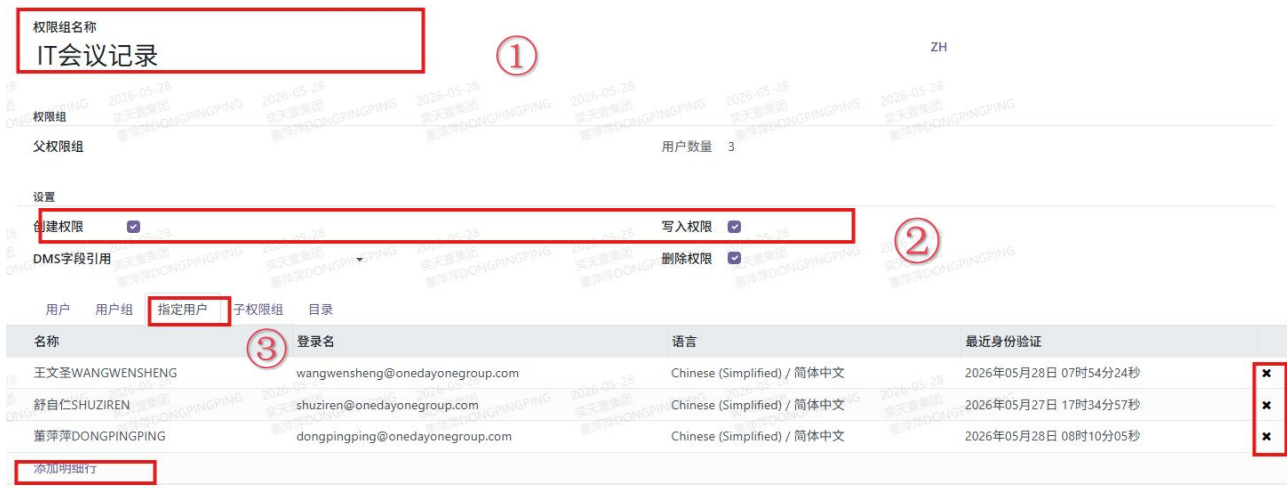 权限组名称
IT会议记录
①
ZH
权限组
父权限组
用户数量 3
设置
创建权限
写入权限
②
DMS字段引用
删除权限
用户 用户组 指定用户 子权限组 目录
③
名称 登录名 语言 最近身份验证
王文圣WANGWENSHENG wangwensheng@onedayonegroup.com Chinese (Simplified) / 简体中文 2026年05月28日 07时54分24秒
舒自仁SHUZIREN shuziren@onedayonegroup.com Chinese (Simplified) / 简体中文 2026年05月27日 17时34分57秒
董萍萍DONGPINGPING dongpingping@onedayonegroup.com Chinese (Simplified) / 简体中文 2026年05月28日 08时10分05秒
添加明细行